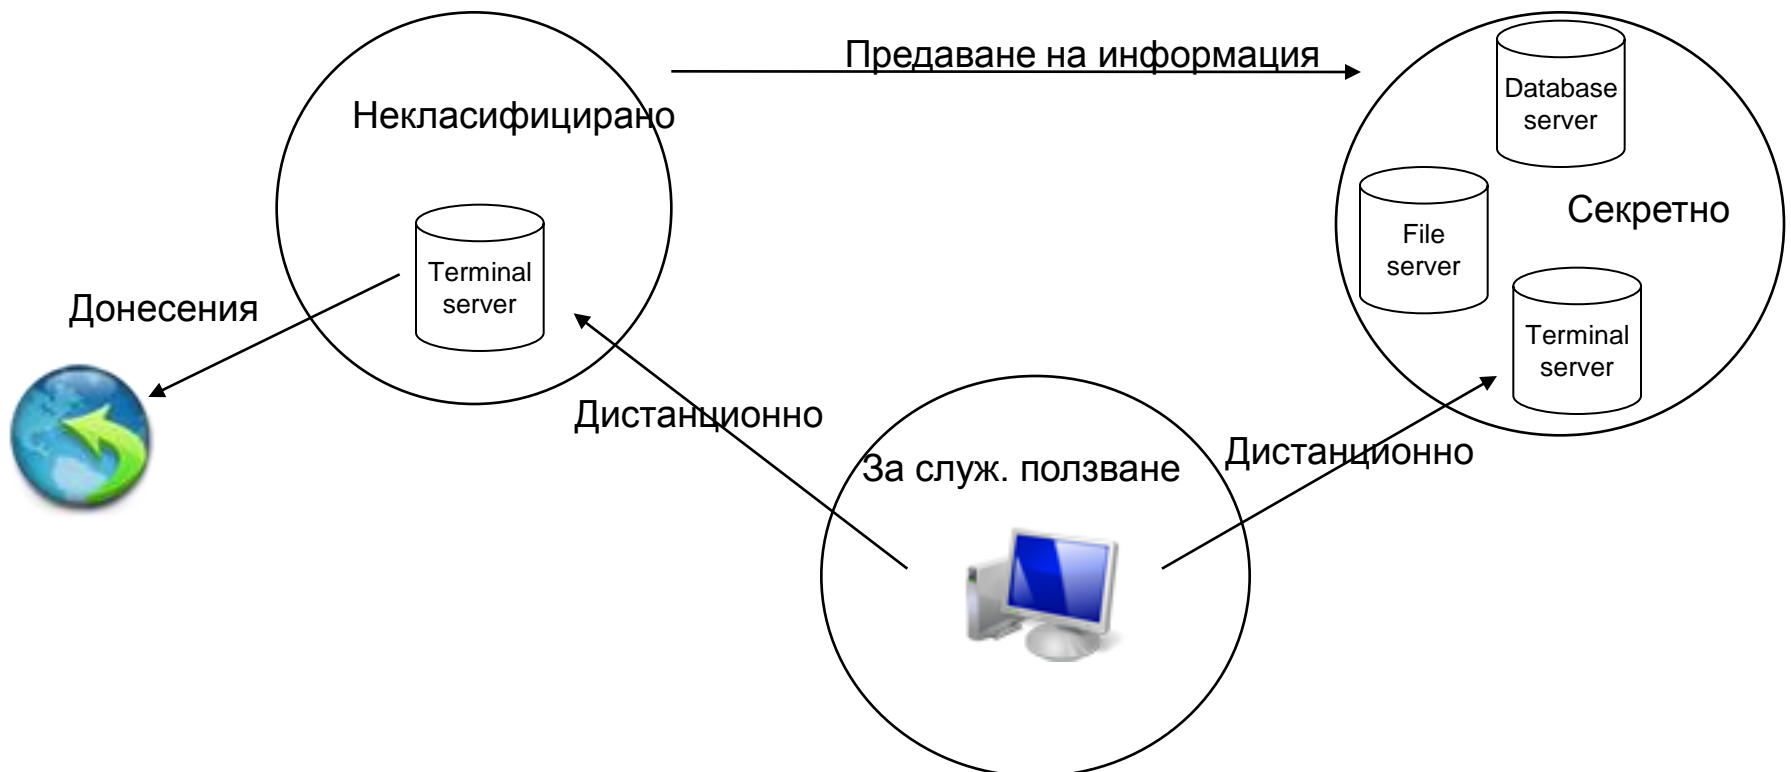 Предаване на информация
Некласифицирано
Database
server
File
server
Секретно
Terminal
server
Terminal
server
Донесения
Дистанционно
За служ. ползване
Дистанционно